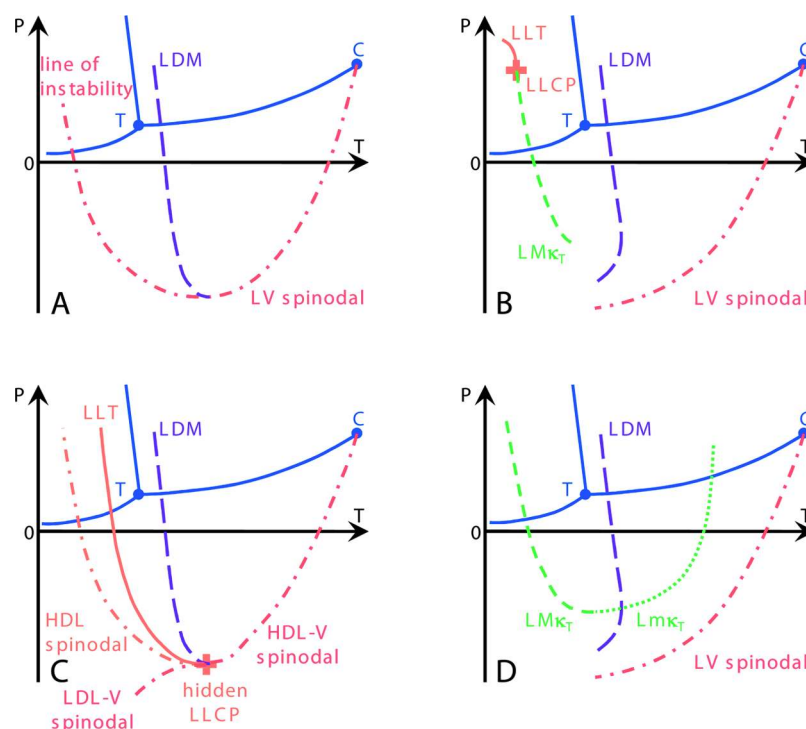 P
C
line of
instability
LDM
T
T
0
LV spinodal
A
P
LLT
C
LDM
LLCP
T
T
0
LMκT
LV spinodal
B
P
LLT
C
LDM
T
T
0
HDL
spinodal
HDL-V
spinodal
C
LDL-V
spinodal
hidden
LLCP
P
C
LDM
T
T
0
LMκT
LmκT
LV spinodal
D